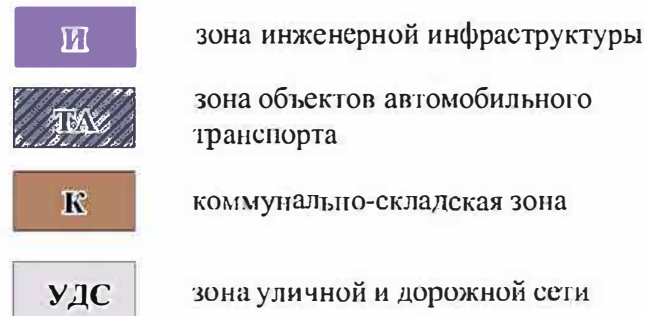 И зона инженерной инфраструктуры
ТА зона объектов автомобильного
транспорта
К коммунально-складская зона
УДС зона уличной и дорожной сети